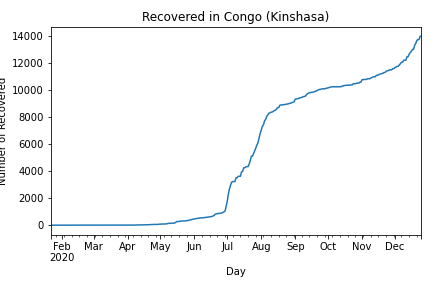 Recovered in Congo (Kinshasa)
Number of Recovered
14000
12000
10000
8000
6000
4000
2000
0
Feb Mar Apr May Jun Jul Aug Sep Oct Nov Dec
2020
Day